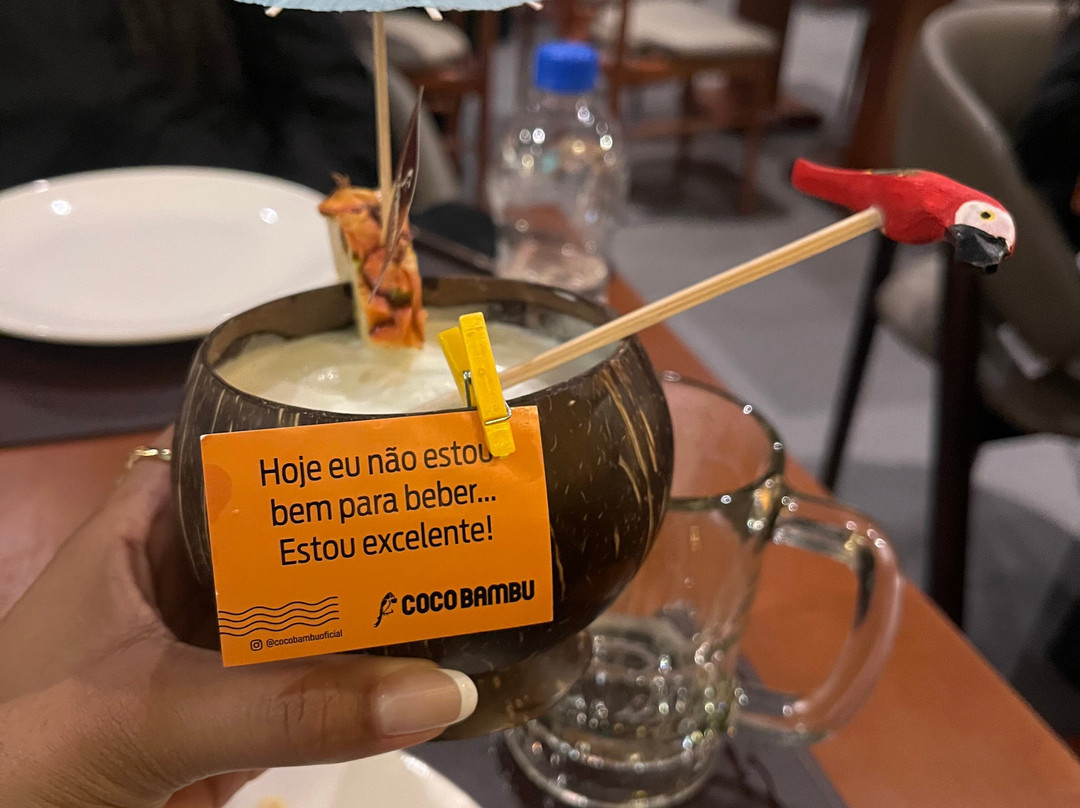 Hoje eu não estou
bem para beber...
Estou excelente!
COCO BAMBU
@cocobambuoficial